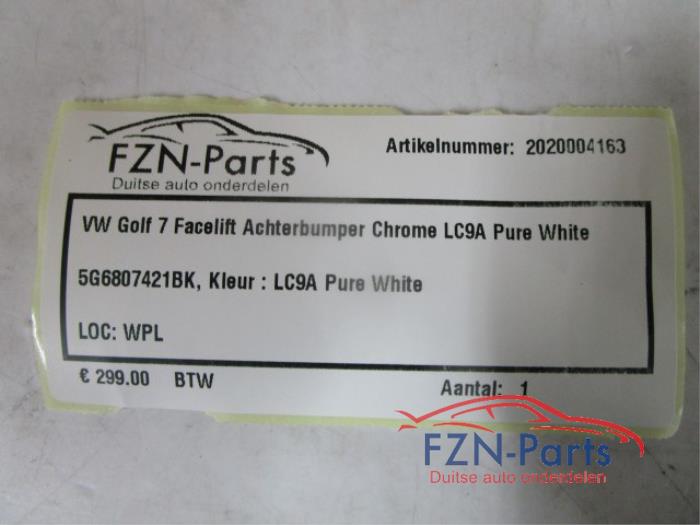 FZN-Parts
Duitse auto onderdelen
Artikelnummer: 2020004163
VW Golf 7 Facelift Achterbumper Chrome LC9A Pure White
5G6807421BK, Kleur : LC9A Pure White
LOC: WPL
€ 299.00 BTW
Aantal: 1
FZN-Parts
Duitse auto onderdelen